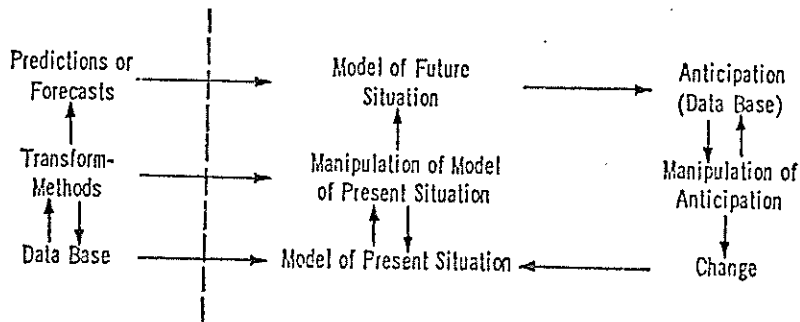 Predictions or
Forecasts
Model of Future
Situation
Anticipation
(Data Base)
Transform-
Methods
Manipulation of Model
of Present Situation
Manipulation of
Anticipation
Data Base
Model of Present Situation
Change